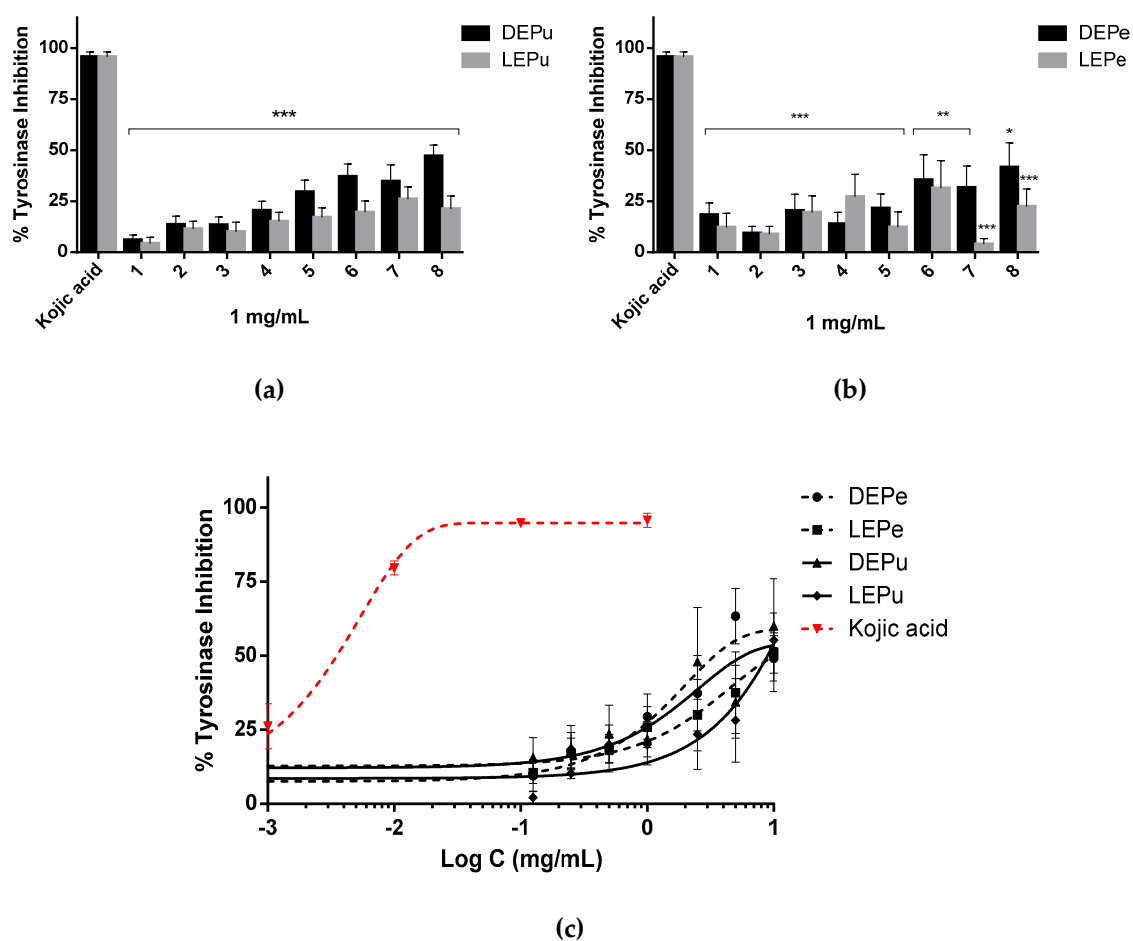 DEPu
LEPu
% Tyrosinase Inhibition
100
75
50
25
0
***
Kojic acid
1
2
3
4
5
6
7
8
1 mg/mL
(a)
DEPe
LEPe
% Tyrosinase Inhibition
100
75
50
25
0
***
**
*
***
***
Kojic acid
1
2
3
4
5
6
7
8
1 mg/mL
(b)
% Tyrosinase Inhibition
100
75
50
25
0
-3
-2
-1
0
1
Log C (mg/mL)
DEPe
LEPe
DEPu
LEPu
Kojic acid
(c)